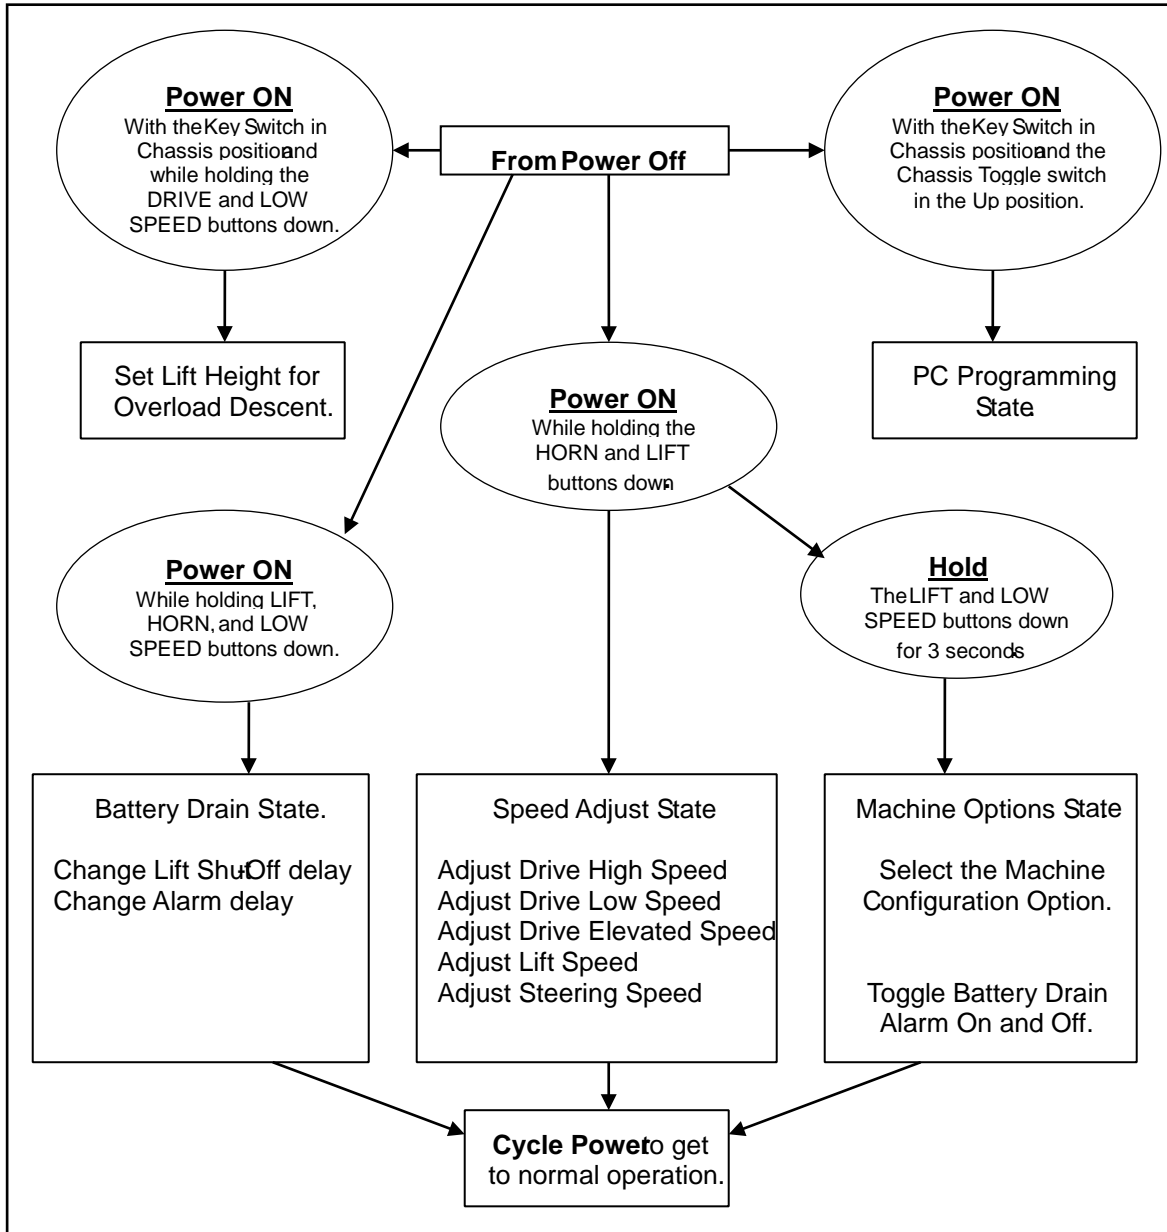 Power ON
With the Key Switch in
Chassis position and
while holding the
DRIVE and LOW
SPEED buttons down.
From Power Off
Power ON
With the Key Switch in
Chassis position and the
Chassis Toggle switch
in the Up position.
Set Lift Height for
Overload Descent.
Power ON
While holding the
HORN and LIFT
buttons down.
PC Programming
State.
Power ON
While holding LIFT,
HORN, and LOW
SPEED buttons down.
Hold
The LIFT and LOW
SPEED buttons down
for 3 seconds.
Battery Drain State.
Change Lift Shut-Off delay
Change Alarm delay
Speed Adjust State
Adjust Drive High Speed
Adjust Drive Low Speed
Adjust Drive Elevated Speed
Adjust Lift Speed
Adjust Steering Speed
Machine Options State.
Select the Machine
Configuration Option.
Toggle Battery Drain
Alarm On and Off.
Cycle Power to get
to normal operation.